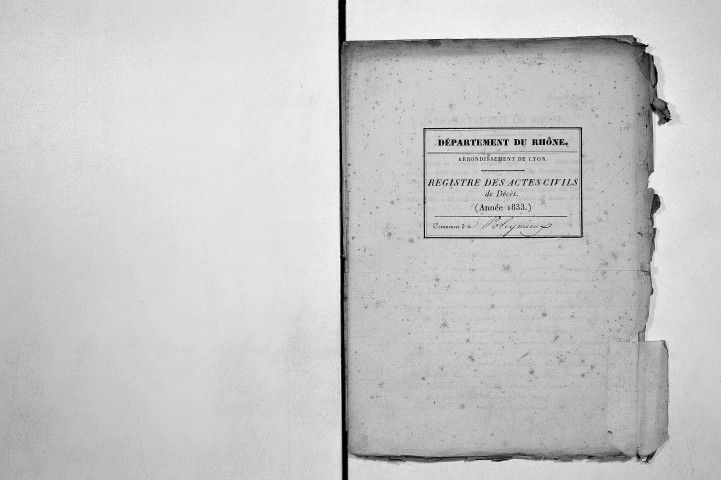 DÉPARTEMENT DU RHÔNE.
ARRONDISSEMENT DE LYON.
REGISTRE DES ACTES CIVILS
de Décès.
(Année 1833.)
Commune de Poleymieux